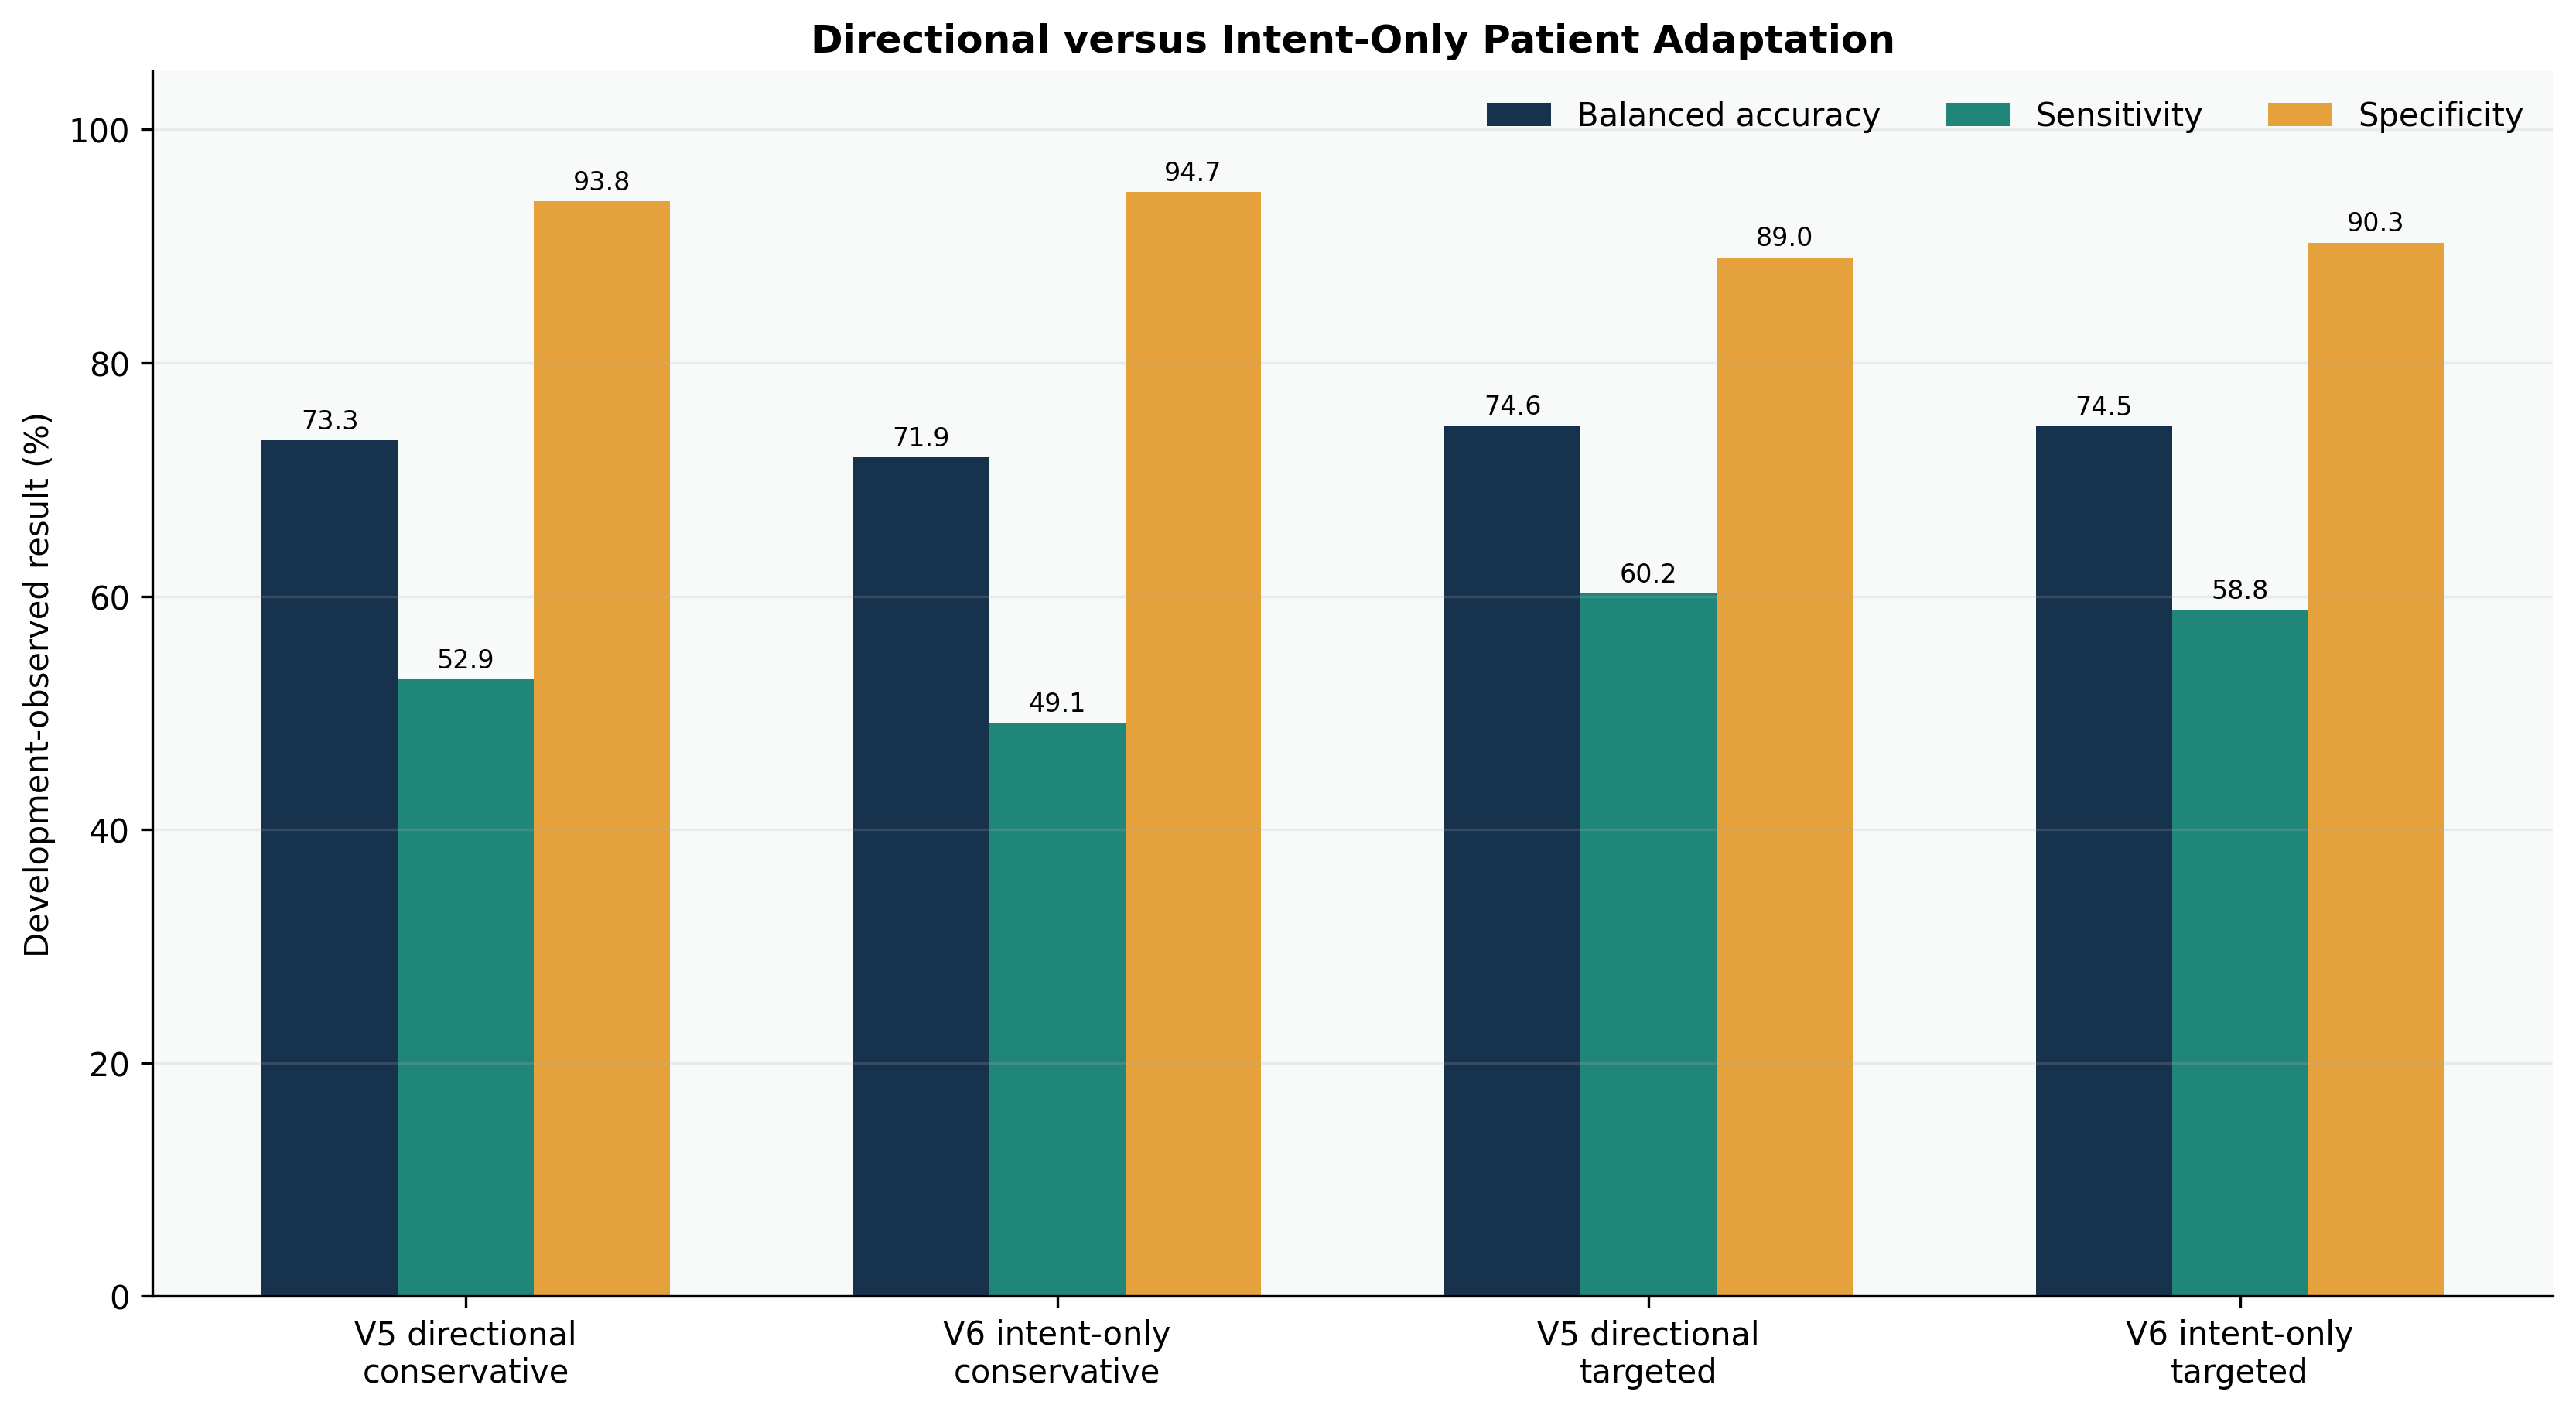 Directional versus Intent-Only Patient Adaptation
Balanced accuracy
Sensitivity
Specificity
Development-observed result (%)
100
80
60
40
20
0
73.3
52.9
93.8
71.9
49.1
94.7
74.6
60.2
89.0
74.5
58.8
90.3
V5 directional
conservative
V6 intent-only
conservative
V5 directional
targeted
V6 intent-only
targeted